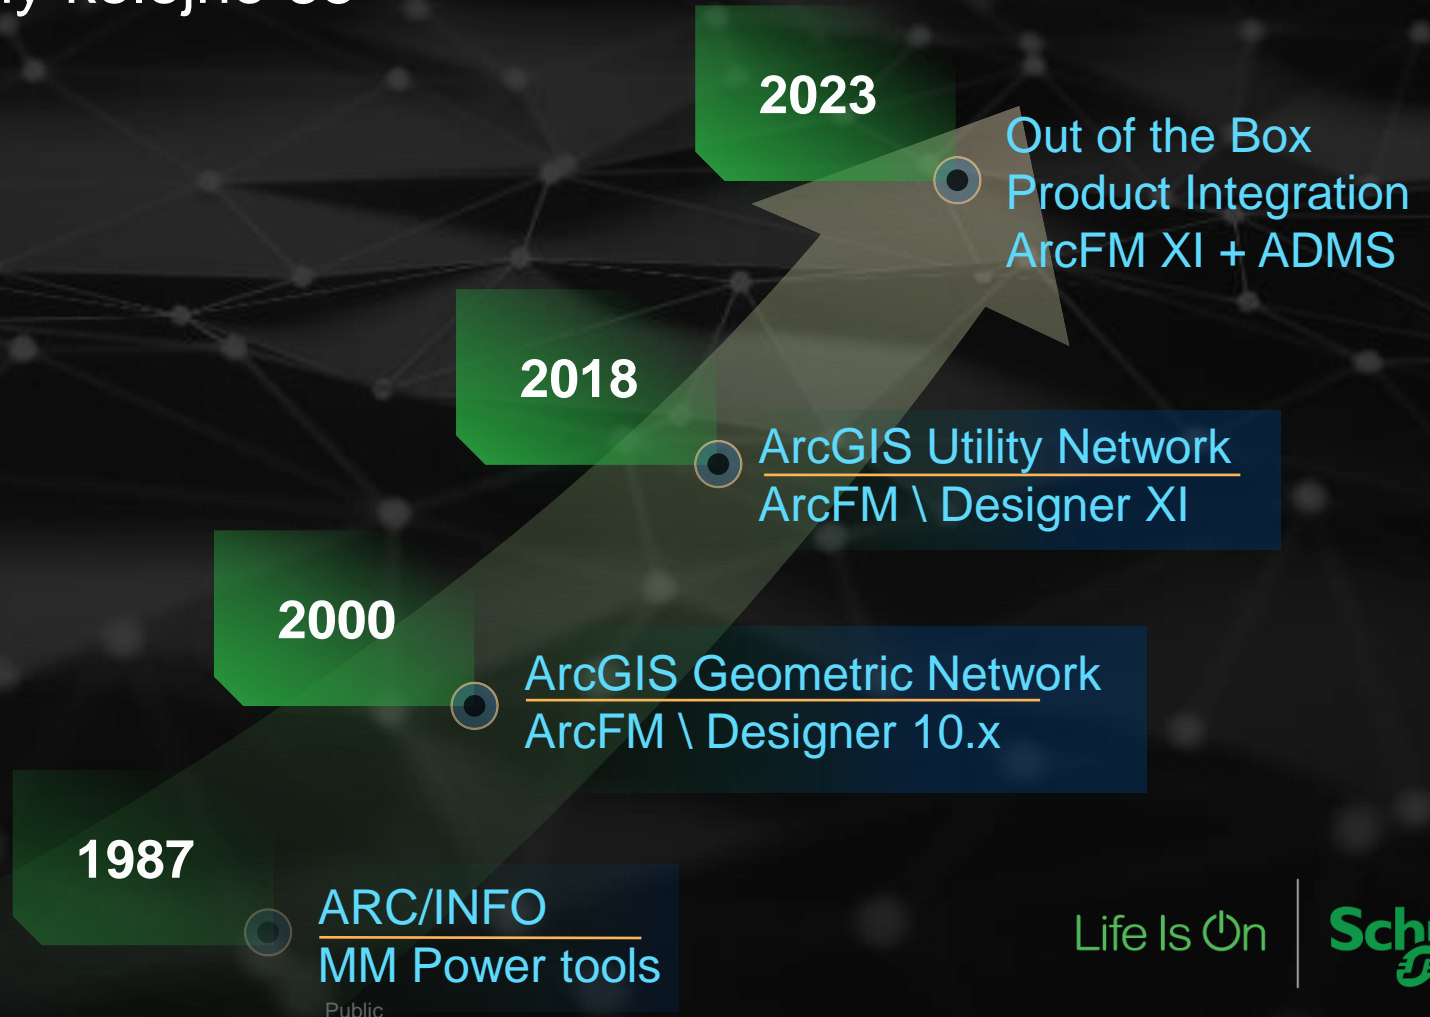 2023
Out of the Box
Product Integration
ArcFM XI + ADMS
2018
ArcGIS Utility Network
ArcFM \ Designer XI
2000
ArcGIS Geometric Network
ArcFM \ Designer 10.x
1987
ARC/INFO
MM Power tools
Public
Life Is On